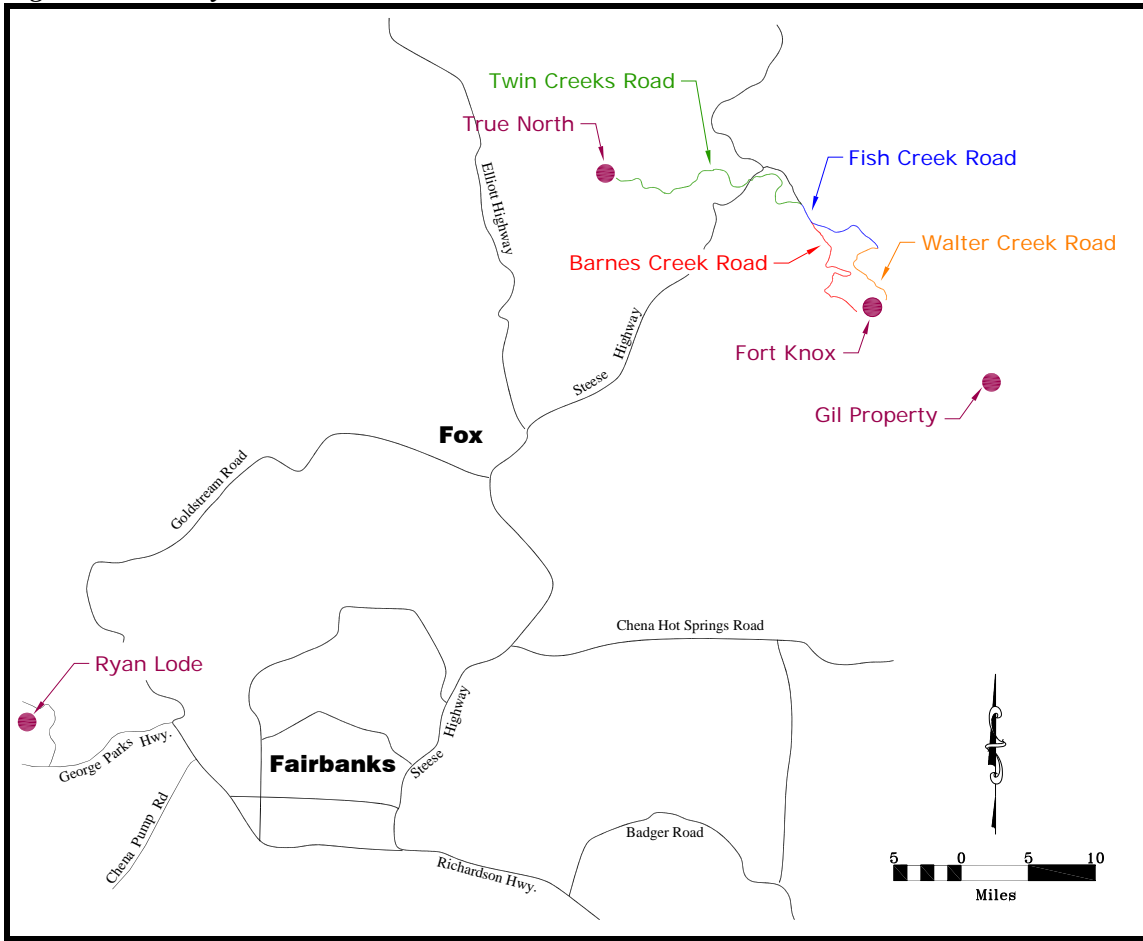 Twin Creeks Road
True North
Fish Creek Road
Elliott Highway
Walter Creek Road
Barnes Creek Road
Steese Highway
Fort Knox
Gil Property
Fox
Goldstream Road
Chena Hot Springs Road
Ryan Lode
Steese Highway
George Parks Hwy.
Fairbanks
Chena Pump Rd
Badger Road
Richardson Hwy.
5 0 5 10
Miles